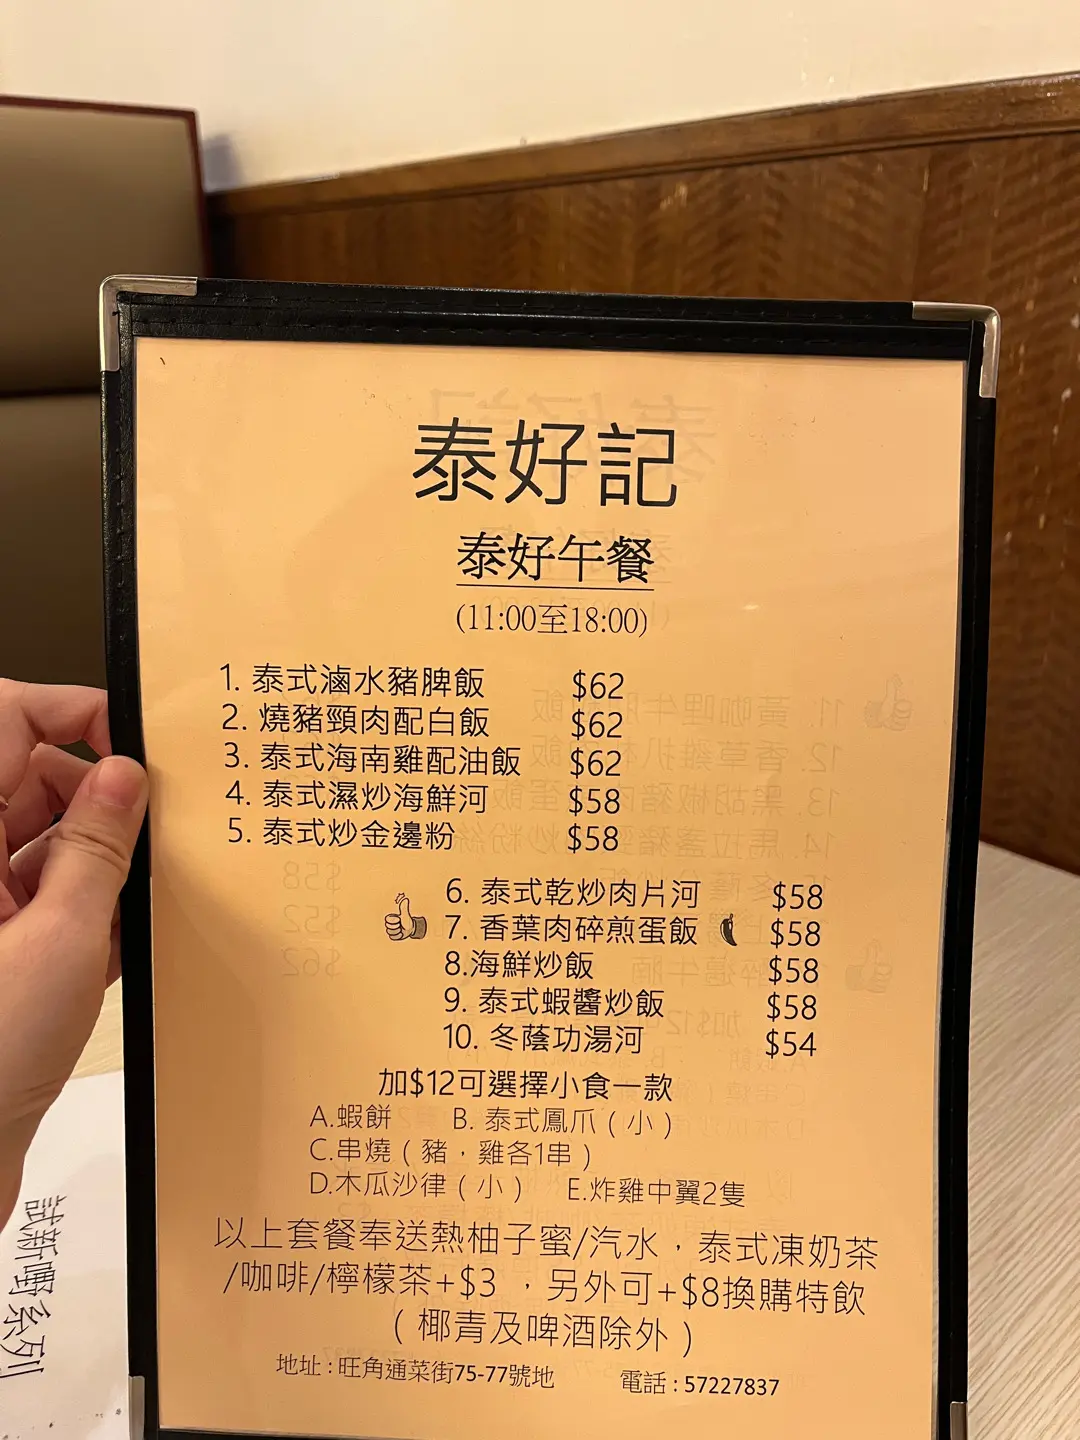 泰好記
泰好午餐
(11:00至18:00)
1. 泰式滷水豬脾飯 $62
2. 燒豬頸肉配白飯 $62
3. 泰式海南雞配油飯 $62
4. 泰式濕炒海鮮河 $58
5. 泰式炒金邊粉 $58
6. 泰式乾炒肉片河 $58
7. 香葉肉碎煎蛋飯 $58
8.海鮮炒飯 $58
9. 泰式蝦醬炒飯 $58
10. 冬蔭功湯河 $54
加$12可選擇小食一款
A.蝦餅 B. 泰式鳳爪（小）
C.串燒（豬，雞各1串）
D.木瓜沙律（小） E.炸雞中翼2隻
以上套餐奉送熱柚子蜜/汽水，泰式凍奶茶
/咖啡/檸檬茶+$3 ，另外可+$8換購特飲
（椰青及啤酒除外）
地址 : 旺角通菜街75-77號地 電話 : 57227837
試新嚐系列